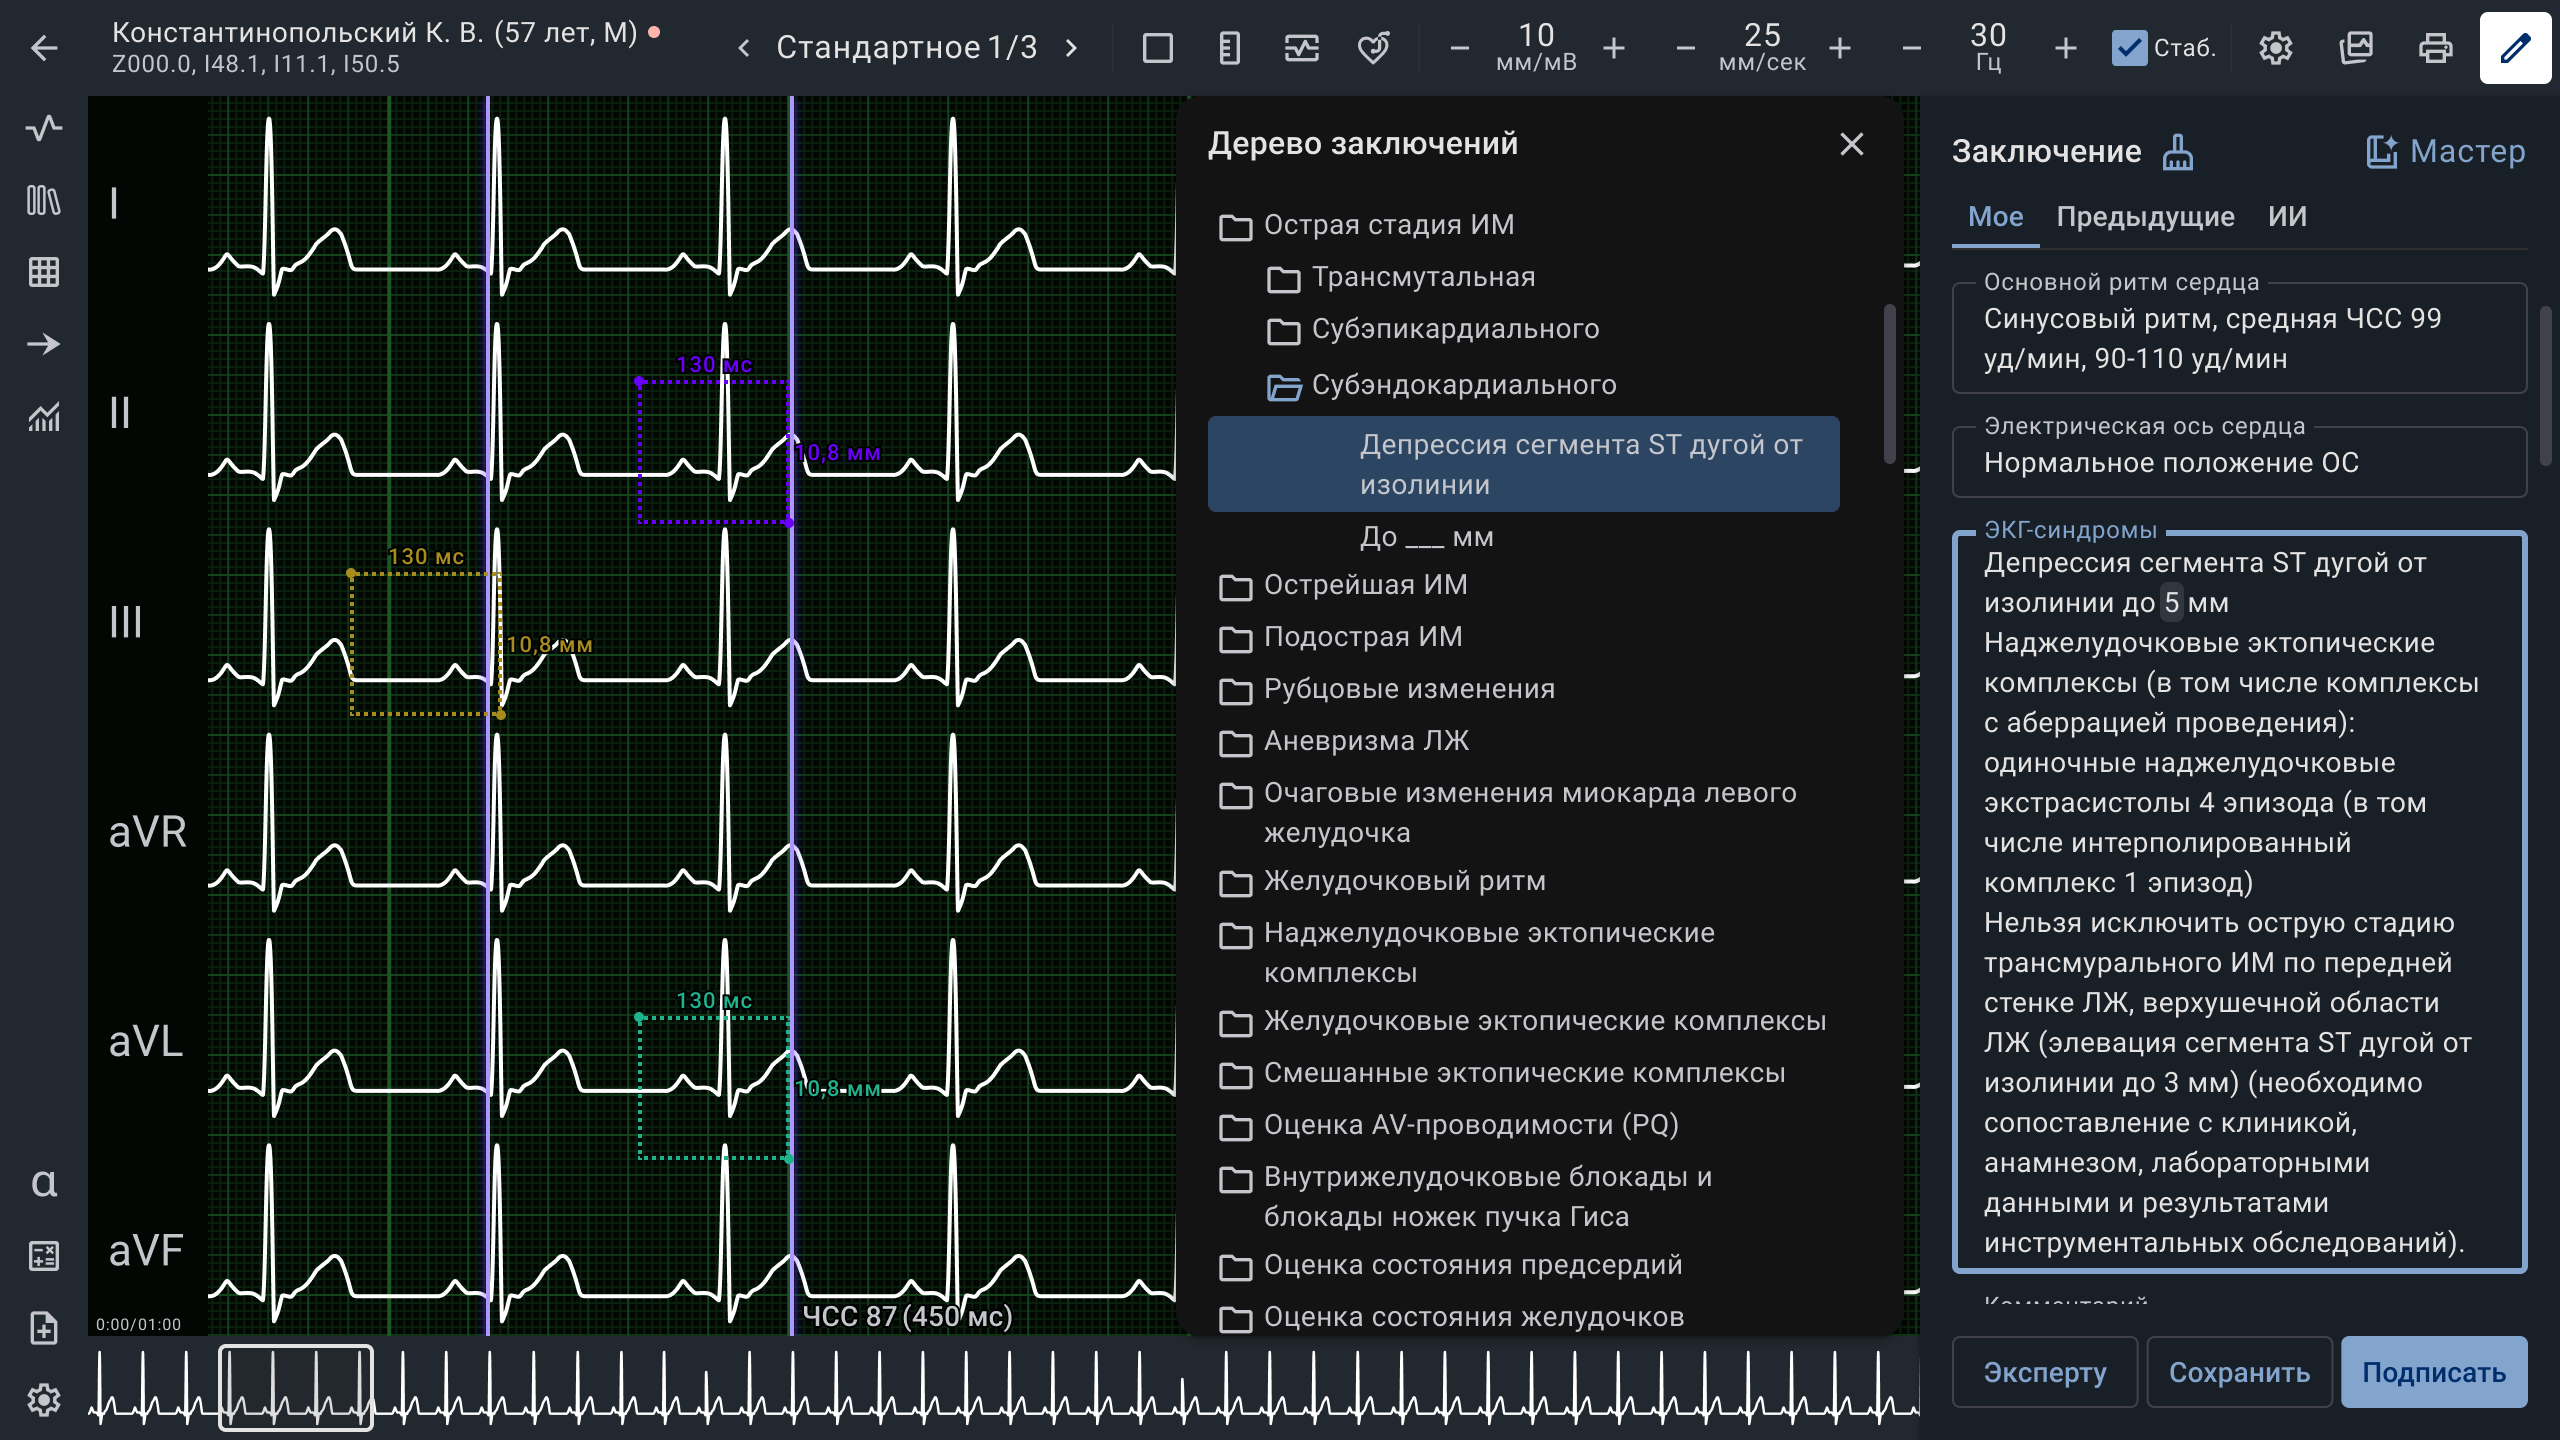 Константинопольский К. В. (57 лет, М)
Z000.0, I48.1, I11.1, I50.5
Стандартное 1/3
10
мм/мВ
25
мм/сек
30
Гц
Стаб.
I
II
III
aVR
aVL
aVF
130 мс
10,8 мм
130 мс
10,8 мм
130 мс
10,8 мм
ЧСС 87 (450 мс)
0:00/01:00
α
Дерево заключений
Острая стадия ИМ
Трансмутальная
Субэпикардиального
Субэндокардиального
Депрессия сегмента ST дугой от
изолинии
До ___ мм
Острейшая ИМ
Подострая ИМ
Рубцовые изменения
Аневризма ЛЖ
Очаговые изменения миокарда левого
желудочка
Желудочковый ритм
Наджелудочковые эктопические
комплексы
Желудочковые эктопические комплексы
Смешанные эктопические комплексы
Оценка AV-проводимости (PQ)
Внутрижелудочковые блокады и
блокады ножек пучка Гиса
Оценка состояния предсердий
Оценка состояния желудочков
Заключение
Мастер
Мое
Предыдущие
ИИ
Основной ритм сердца
Синусовый ритм, средняя ЧСС 99
уд/мин, 90-110 уд/мин
Электрическая ось сердца
Нормальное положение ОС
ЭКГ-синдромы
Депрессия сегмента ST дугой от
изолинии до 5 мм
Наджелудочковые эктопические
комплексы (в том числе комплексы
с аберрацией проведения):
одиночные наджелудочковые
экстрасистолы 4 эпизода (в том
числе интерполированный
комплекс 1 эпизод)
Нельзя исключить острую стадию
трансмурального ИМ по передней
стенке ЛЖ, верхушечной области
ЛЖ (элевация сегмента ST дугой от
изолинии до 3 мм) (необходимо
сопоставление с клиникой,
анамнезом, лабораторными
данными и результатами
инструментальных обследований).
Комментарий
Эксперту
Сохранить
Подписать